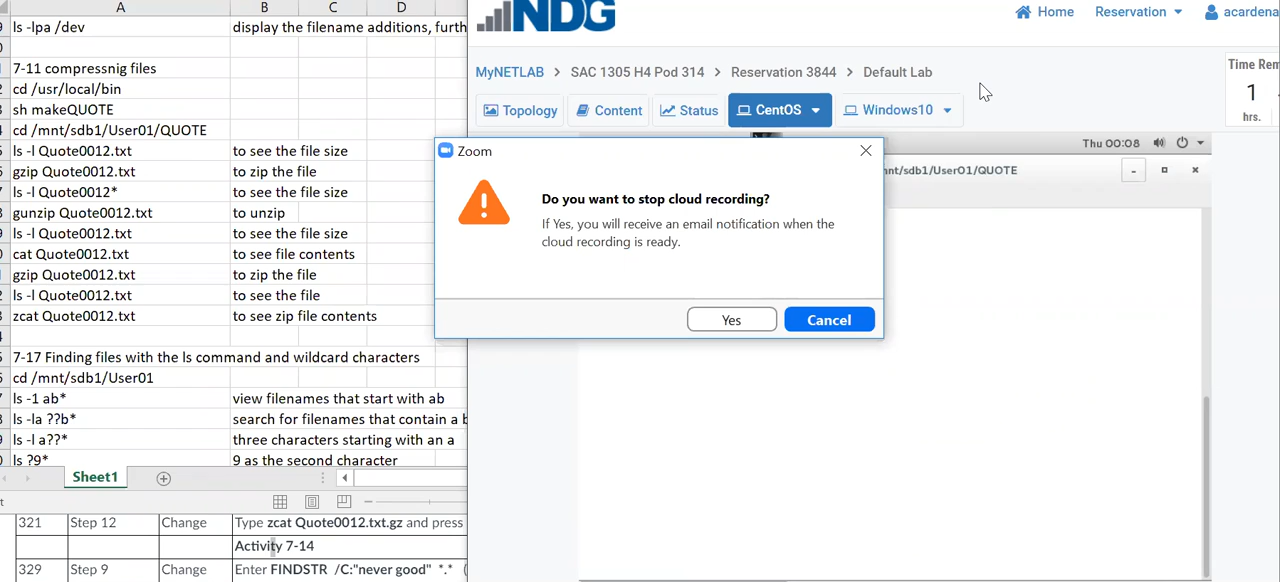 A B C D
ls -lpa /dev display the filename additions, furth
7-11 compressnig files
cd /usr/local/bin
sh makeQUOTE
cd /mnt/sdb1/User01/QUOTE
ls -l Quote0012.txt to see the file size
gzip Quote0012.txt to zip the file
ls -l Quote0012* to see the file size
gunzip Quote0012.txt to unzip
ls -l Quote0012.txt to see the file size
cat Quote0012.txt to see file contents
gzip Quote0012.txt to zip the file
ls -l Quote0012.txt to see the file
zcat Quote0012.txt to see zip file contents
7-17 Finding files with the ls command and wildcard characters
cd /mnt/sdb1/User01
ls -1 ab* view filenames that start with ab
ls -la ??b* search for filenames that contain a b
ls -l a??* three characters starting with an a
ls ?9* 9 as the second character
Sheet1
321 Step 12 Change Type zcat Quote0012.txt.gz and press
Activity 7-14
329 Step 9 Change Enter FINDSTR /C:"never good" *.* (
NDG
Home Reservation acardena
MyNETLAB > SAC 1305 H4 Pod 314 > Reservation 3844 > Default Lab
Time Rem
1
hrs.
Topology Content Status CentOS Windows10
Thu 00:08
nt/sdb1/User01/QUOTE
Zoom
Do you want to stop cloud recording?
If Yes, you will receive an email notification when the
cloud recording is ready.
Yes Cancel